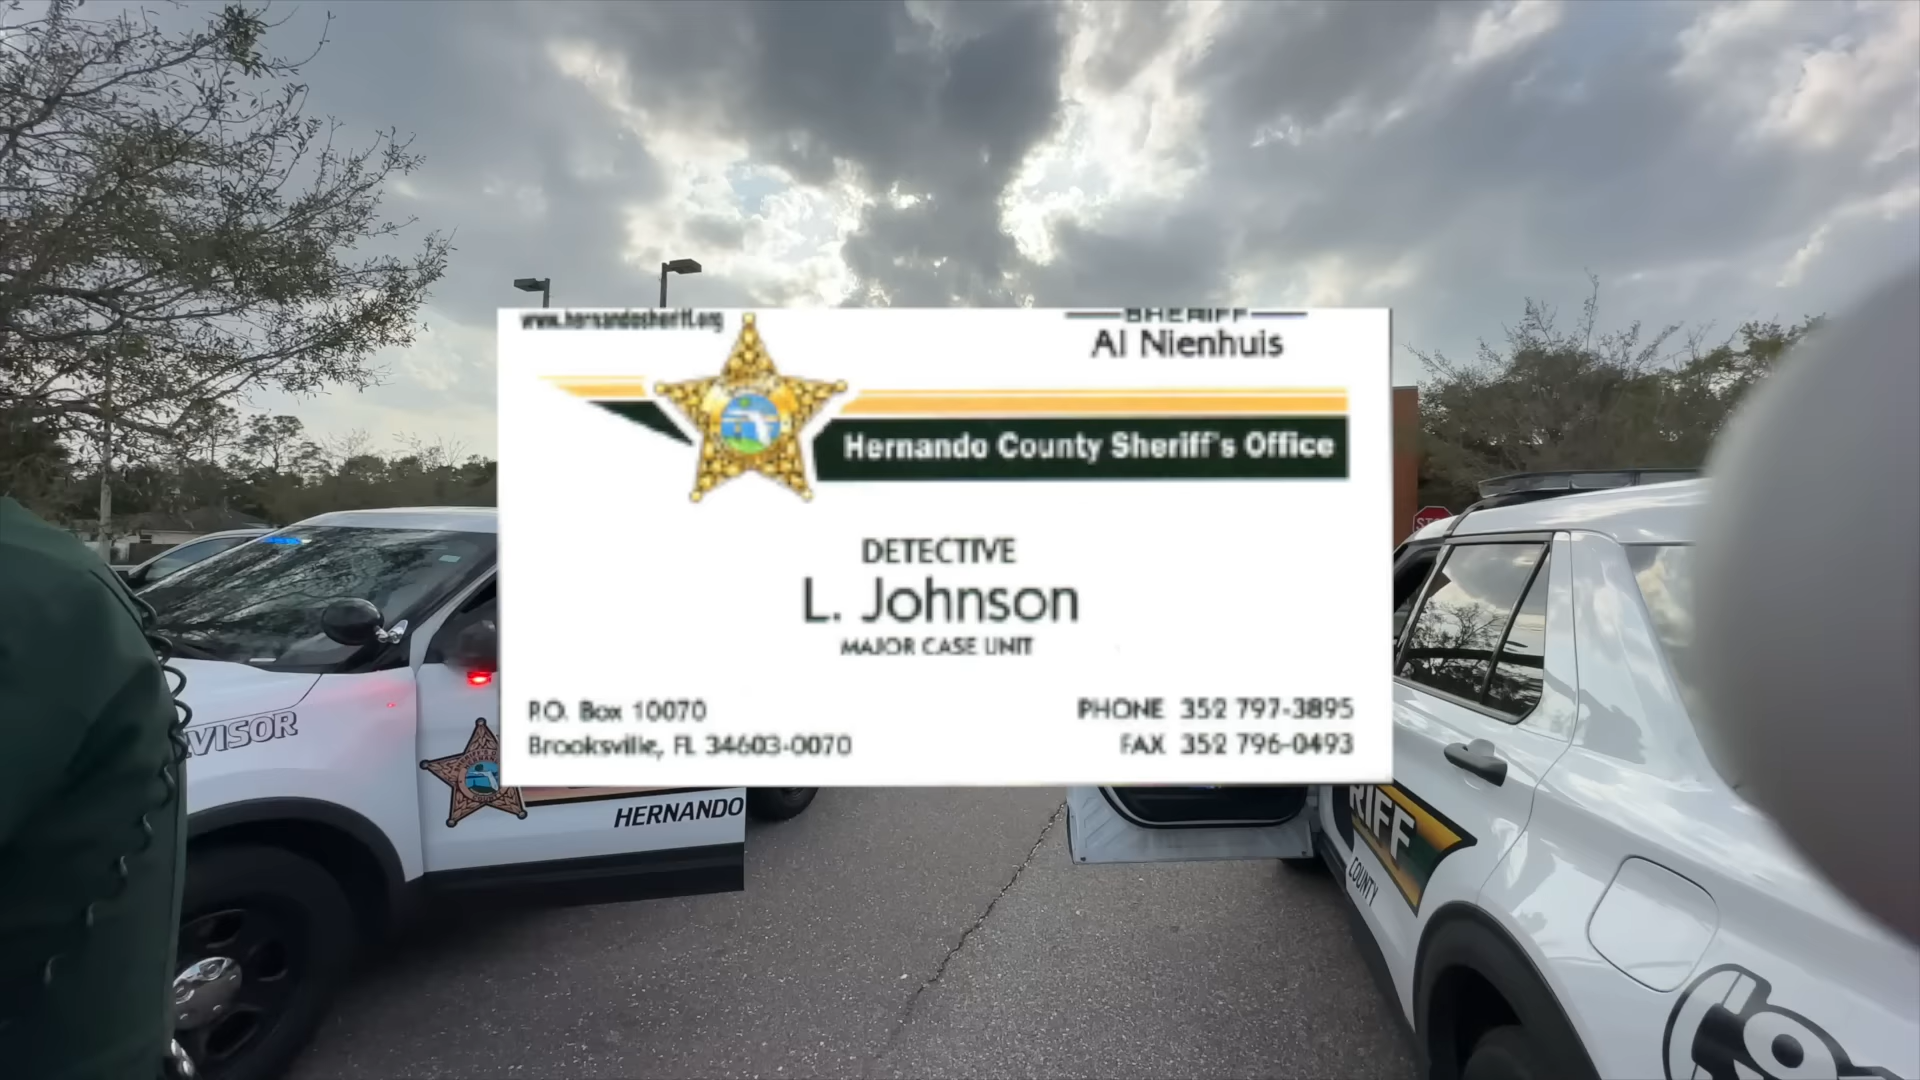 www.hernandosheriff.org
SHERIFF
Al Nienhuis
Hernando County Sheriff's Office
DETECTIVE
L. Johnson
MAJOR CASE UNIT
P.O. Box 10070
Brooksville, FL 34603-0070
PHONE 352 797-3895
FAX 352 796-0493
VISOR
HERNANDO
RIFF
COUNTY
STO